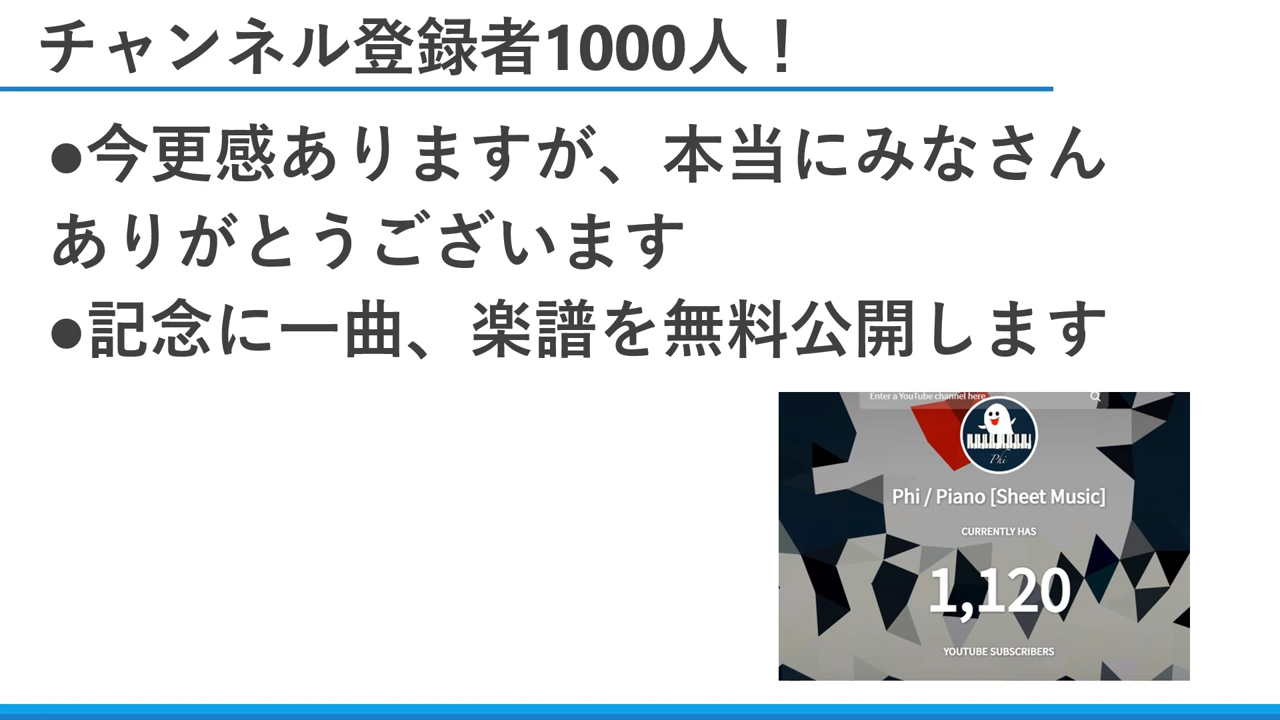 チャンネル登録者1000人！
●今更感ありますが、本当にみなさん
ありがとうございます
●記念に一曲、楽譜を無料公開します
Enter a YouTube channel here
Phi
Phi / Piano [Sheet Music]
CURRENTLY HAS
1,120
YOUTUBE SUBSCRIBERS